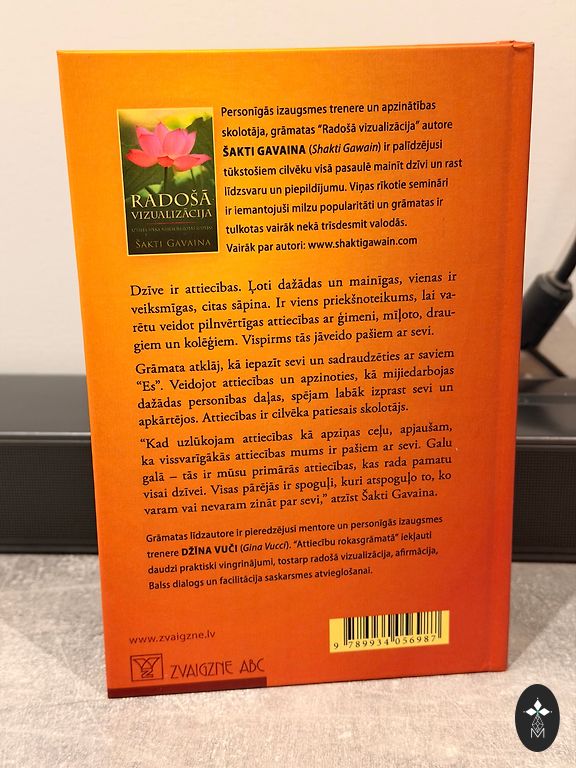 Personīgās izaugsmes trenere un apzinātības
skolotāja, grāmatas "Radošā vizualizācija" autore
ŠAKTI GAVAINA (Shakti Gawain) ir palīdzējusi
tūkstošiem cilvēku visā pasaulē mainīt dzīvi un rast
līdzsvaru un piepildījumu. Viņas rīkotie semināri
ir iemantojuši milzu popularitāti un grāmatas ir
tulkotas vairāk nekā trīsdesmit valodās.
Vairāk par autori: www.shaktigawain.com
RADOŠĀ
VIZUALIZĀCIJA
ŠAKTI GAVAINA
Dzīve ir attiecības. Ļoti dažādas un mainīgas, vienas ir
veiksmīgas, citas sāpina. Ir viens priekšnoteikums, lai va-
rētu veidot pilnvērtīgas attiecības ar ģimeni, mīļoto, drau-
giem un kolēģiem. Vispirms tās jāveido pašiem ar sevi.
Grāmata atklāj, kā iepazīt sevi un sadraudzēties ar saviem
"Es". Veidojot attiecības un apzinoties, kā mijiedarbojas
dažādas personības daļas, spējam labāk izprast sevi un
apkārtējos. Attiecības ir cilvēka patiesais skolotājs.
"Kad uzlūkojam attiecības kā apziņas ceļu, apjaušam,
ka vissvarīgākās attiecības mums ir pašiem ar sevi. Galu
galā – tās ir mūsu primārās attiecības, kas rada pamatu
visai dzīvei. Visas pārējās ir spoguļi, kuri atspoguļo to, ko
varam vai nevaram zināt par sevi," atzīst Šakti Gavaina.
Grāmatas līdzautore ir pieredzējusi mentore un personīgās izaugsmes
trenere DŽĪNA VUČI (Gina Vucci). "Attiecību rokasgrāmatā" iekļauti
daudzi praktiski vingrinājumi, tostarp radošā vizualizācija, afirmācija,
Balss dialogs un facilitācija saskarsmes atvieglošanai.
www.zvaigzne.lv
ZVAIGZNE ABC
9 789934 056987
M